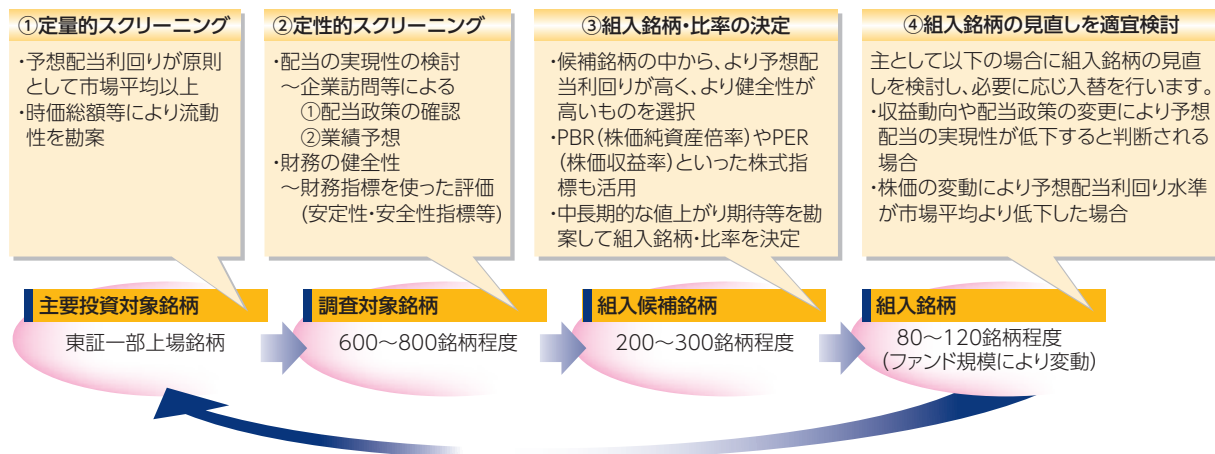 ①定量的スクリーニング
・予想配当利回りが原則
として市場平均以上
・時価総額等により流動
性を勘案
②定性的スクリーニング
・配当の実現性の検討
～企業訪問等による
①配当政策の確認
②業績予想
・財務の健全性
～財務指標を使った評価
(安定性・安全性指標等)
③組入銘柄・比率の決定
・候補銘柄の中から、より予想配
当利回りが高く、より健全性が
高いものを選択
・PBR(株価純資産倍率)やPER
(株価収益率)といった株式指
標も活用
・中長期的な値上がり期待等を勘
案して組入銘柄・比率を決定
④組入銘柄の見直しを適宜検討
主として以下の場合に組入銘柄の見直
しを検討し、必要に応じ入替を行います。
・収益動向や配当政策の変更により予想
配当の実現性が低下すると判断される
場合
・株価の変動により予想配当利回り水準
が市場平均より低下した場合
主要投資対象銘柄
東証一部上場銘柄
調査対象銘柄
600～800銘柄程度
組入候補銘柄
200～300銘柄程度
組入銘柄
80～120銘柄程度
(ファンド規模により変動)